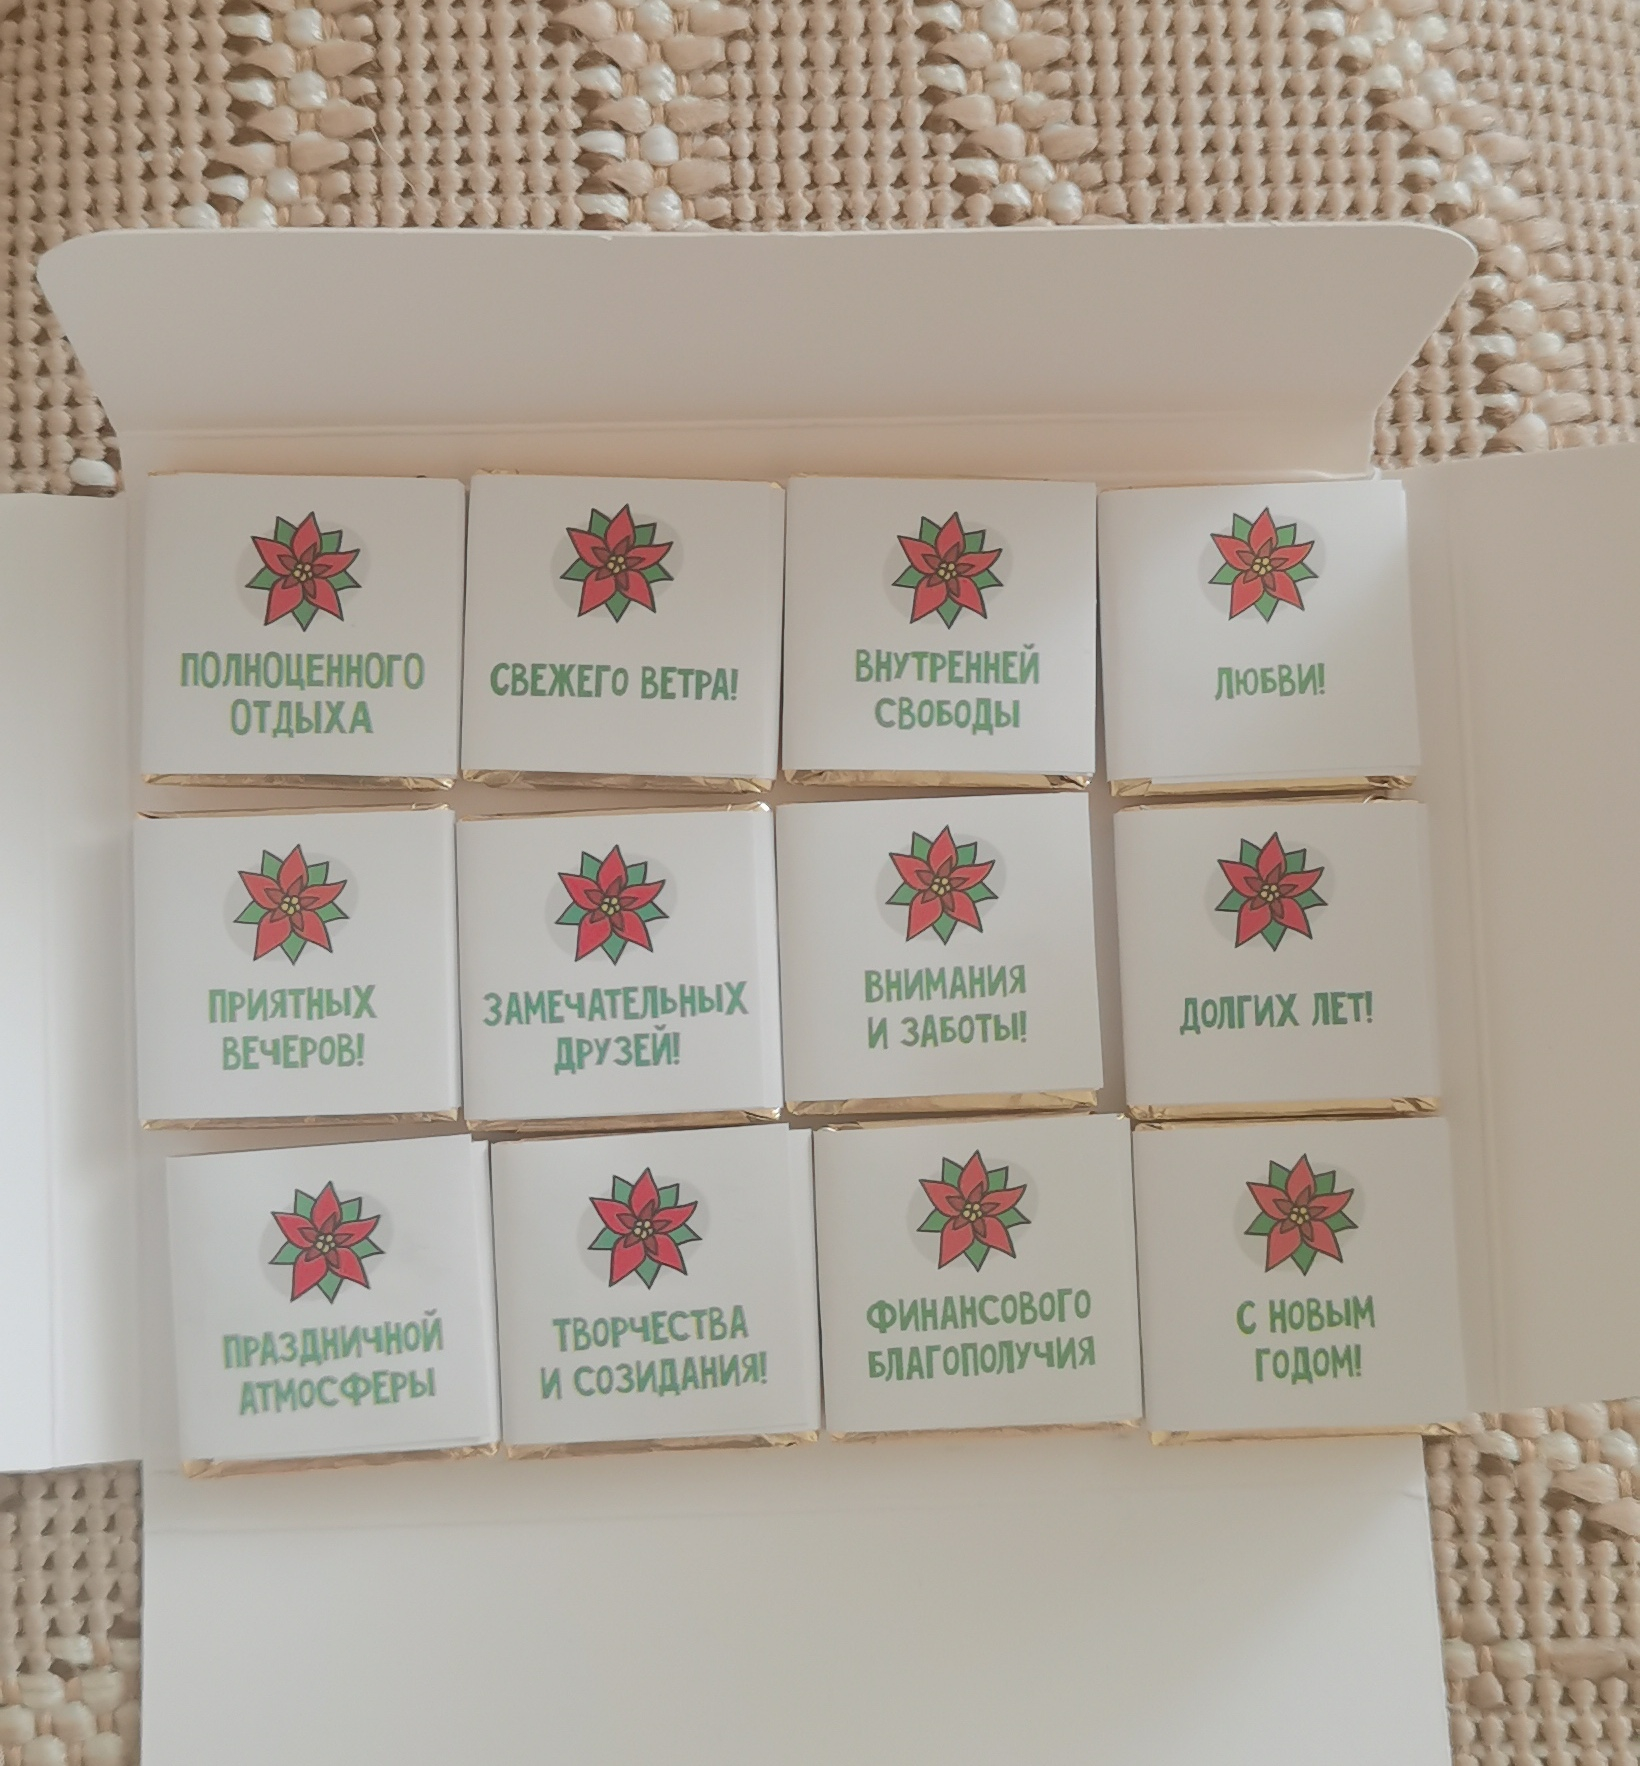 ПОЛНОЦЕННОГО
ОТДЫХА
СВЕЖЕГО ВЕТРА!
ВНУТРЕННЕЙ
СВОБОДЫ
ЛЮБВИ!
ПРИЯТНЫХ
ВЕЧЕРОВ!
ЗАМЕЧАТЕЛЬНЫХ
ДРУЗЕЙ!
ВНИМАНИЯ
И ЗАБОТЫ!
ДОЛГИХ ЛЕТ!
ПРАЗДНИЧНОЙ
АТМОСФЕРЫ
ТВОРЧЕСТВА
И СОЗИДАНИЯ!
ФИНАНСОВОГО
БЛАГОПОЛУЧИЯ
С НОВЫМ
ГОДОМ!